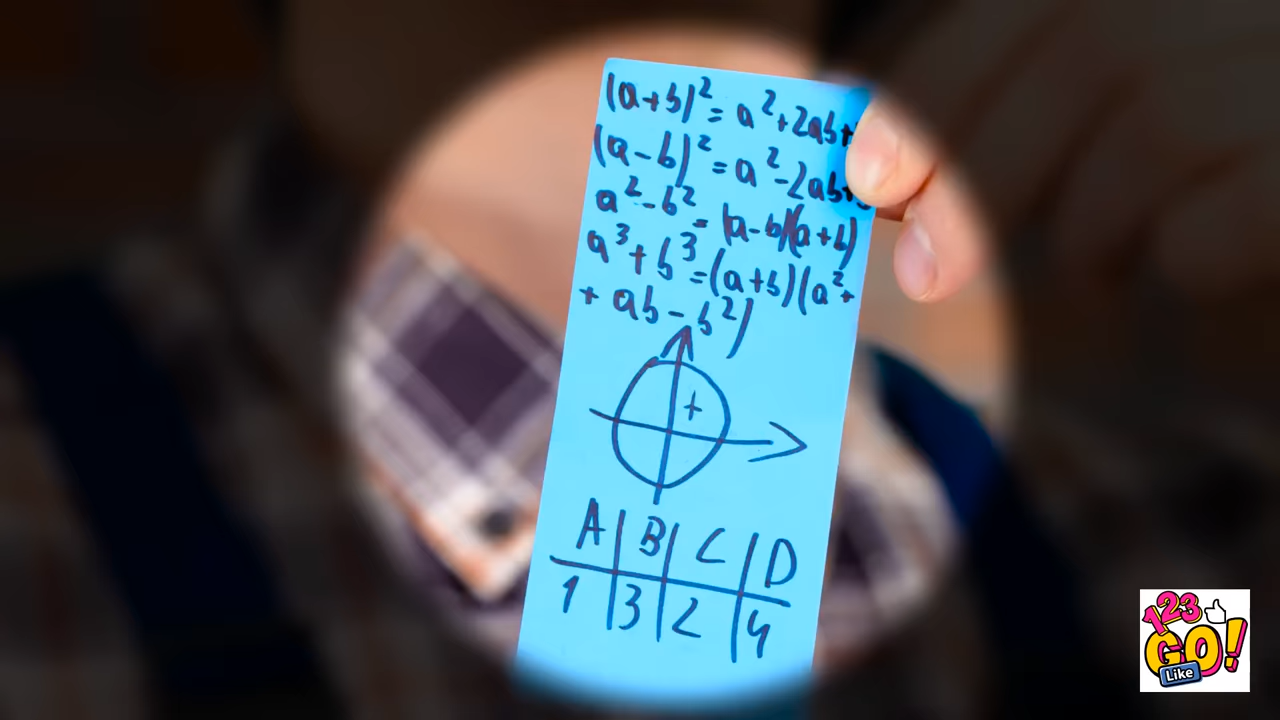 (a+b)²=a²+2ab+
(a-b)²=a²-2ab+
a²-b²=(a-b)(a+b)
a³+b³=(a+b)(a²+
+ab-b²)
+
A B C D
1 3 2 4
123
GO!
Like